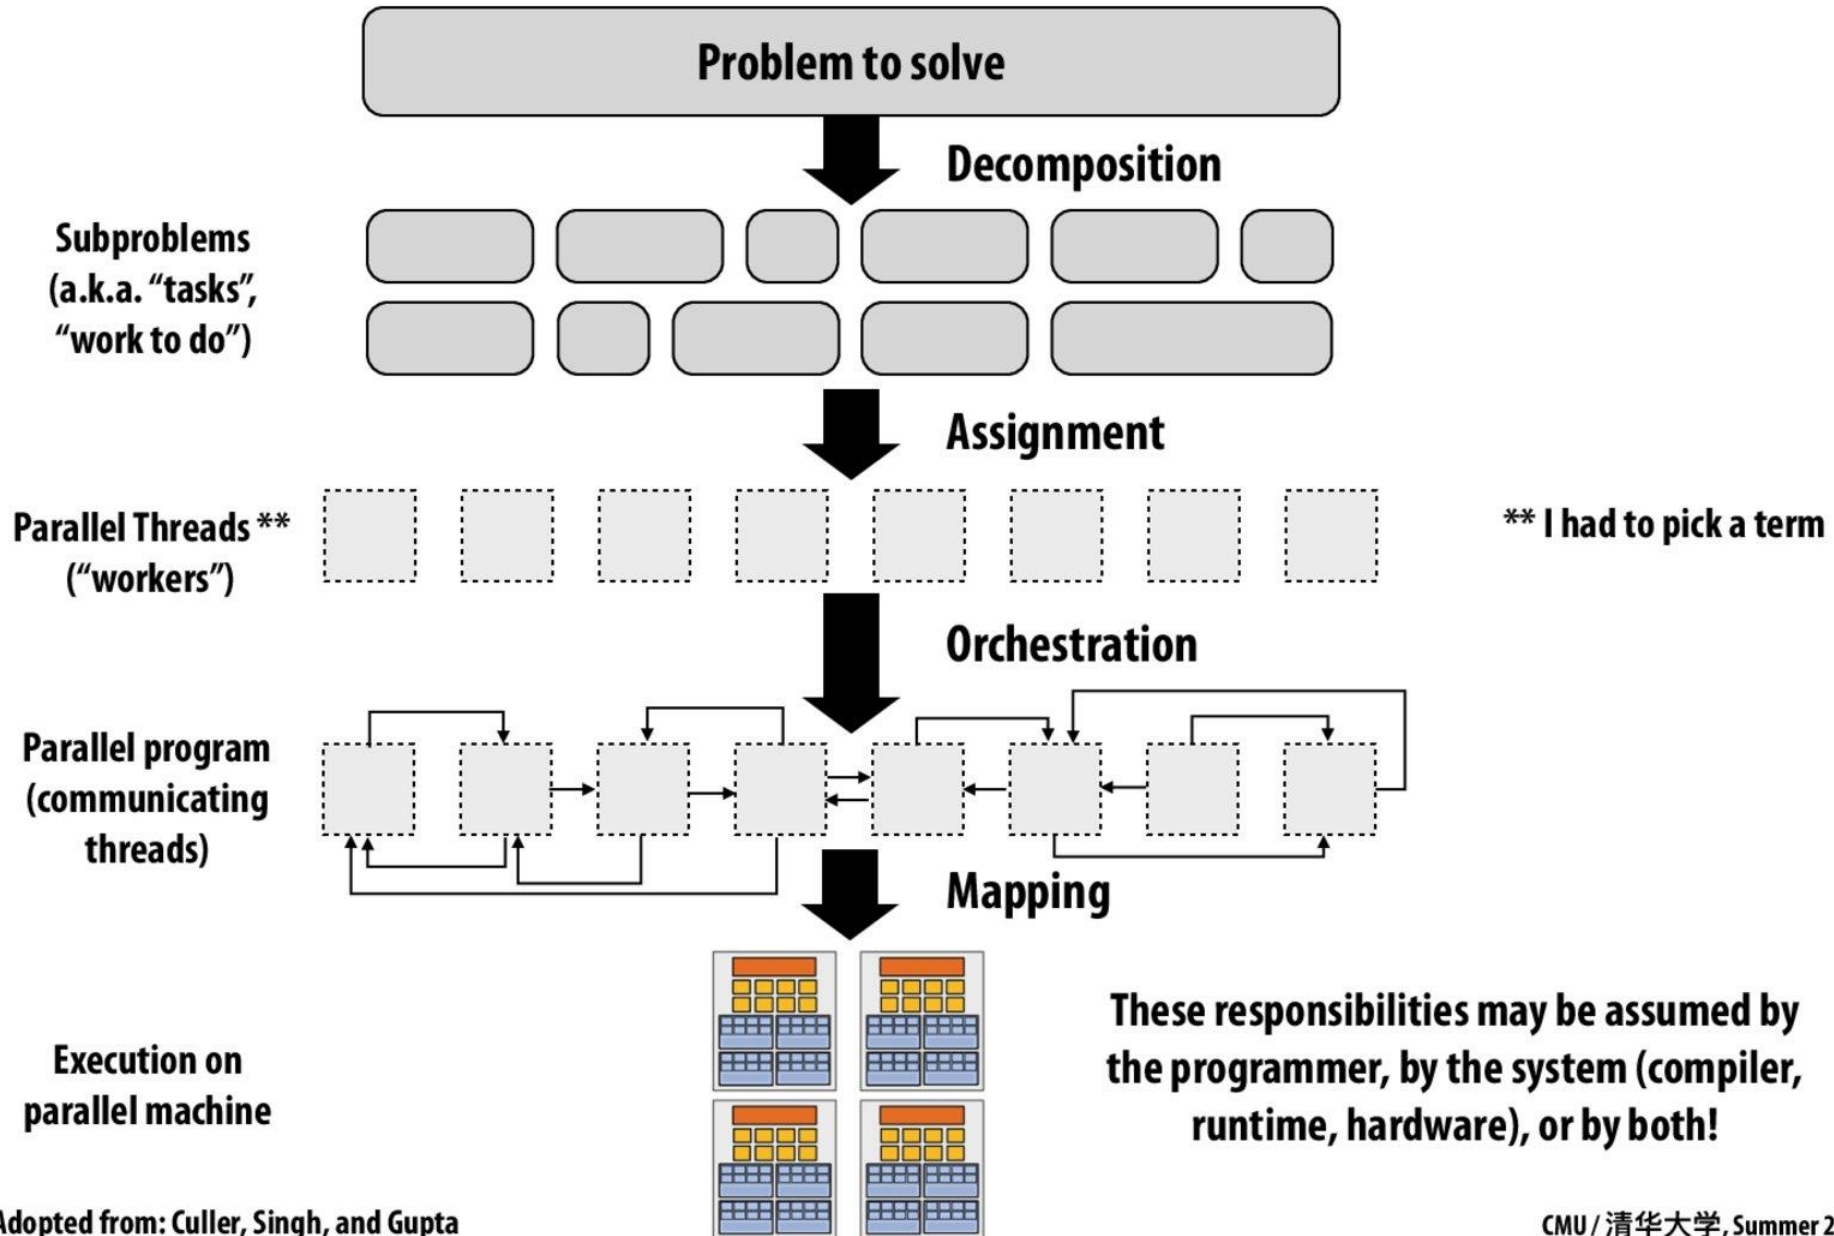 Problem to solve
Decomposition
Subproblems
(a.k.a. “tasks”,
“work to do”)
Assignment
Parallel Threads **
(“workers”)
** I had to pick a term
Orchestration
Parallel program
(communicating
threads)
Mapping
Execution on
parallel machine
These responsibilities may be assumed by
the programmer, by the system (compiler,
runtime, hardware), or by both!
Adopted from: Culler, Singh, and Gupta
CMU / 清华大学, Summer 2